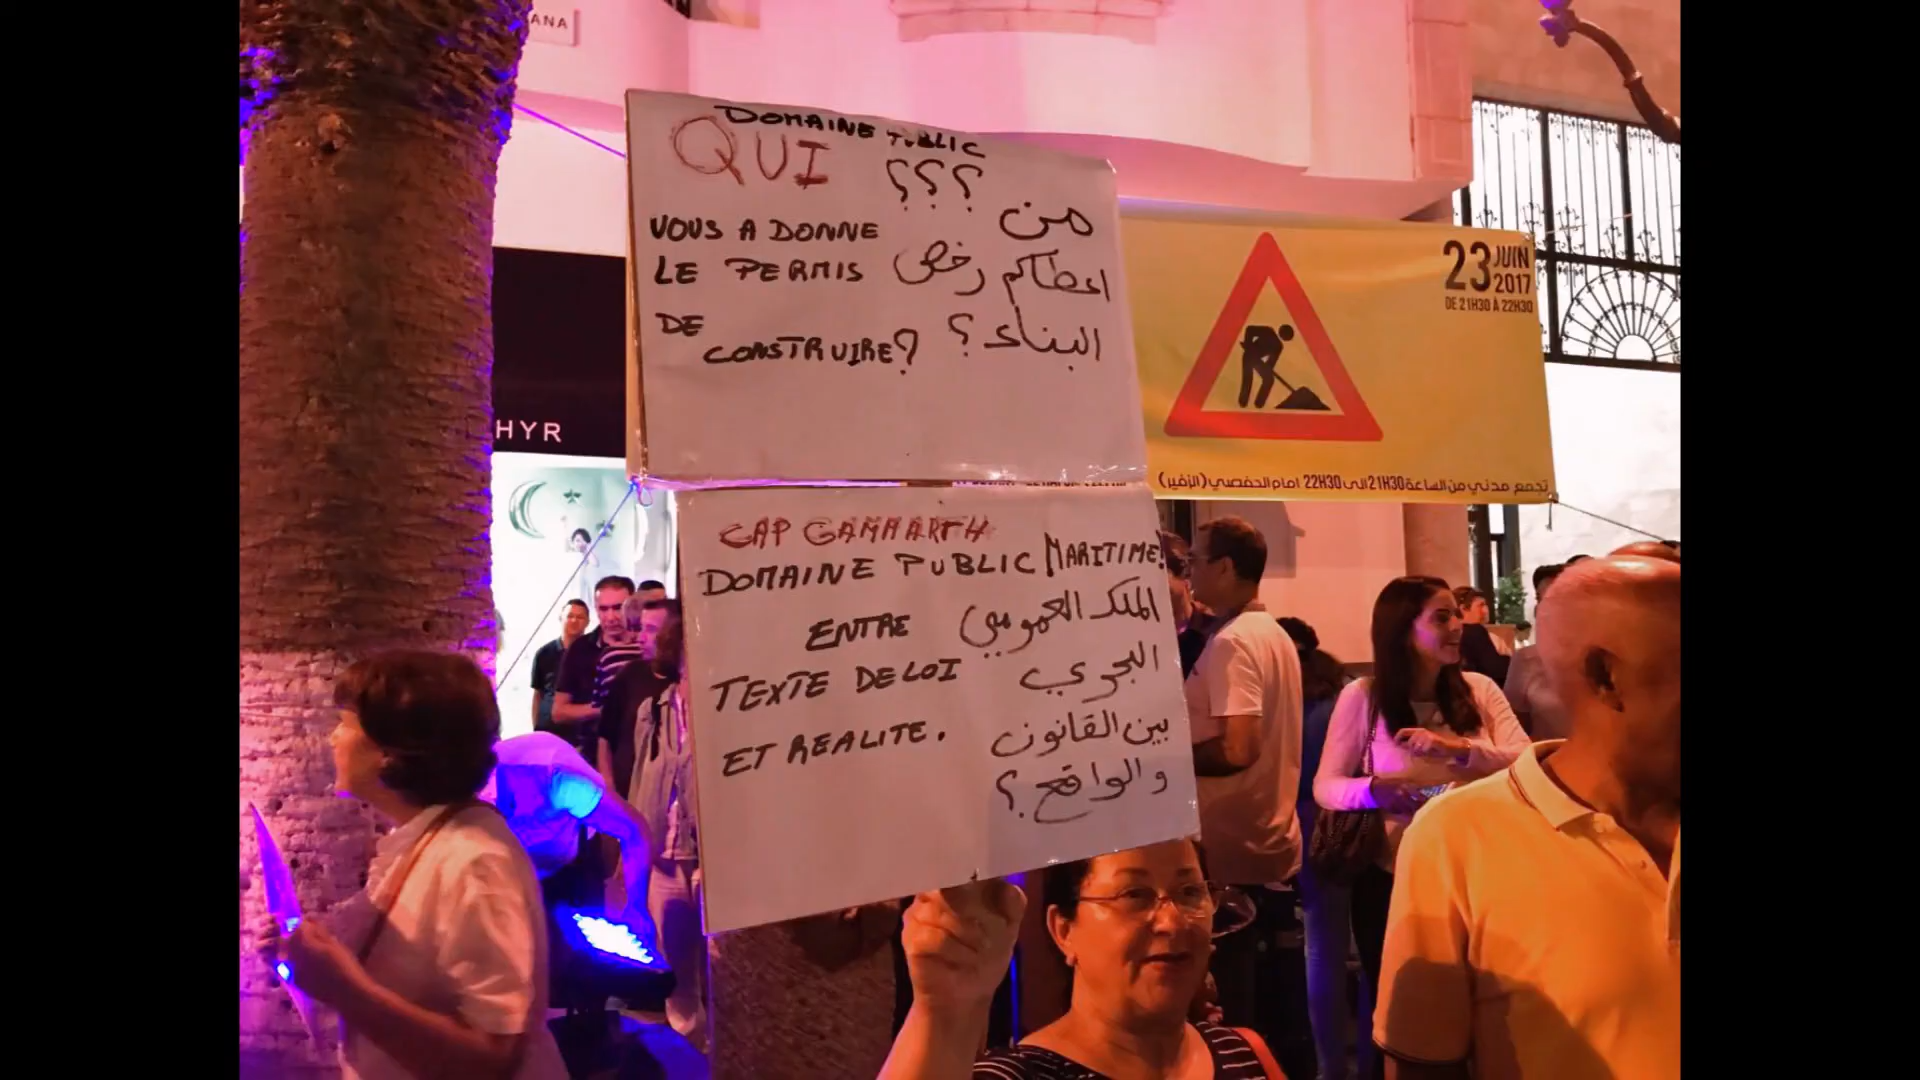 ANA
DOMAINE PUBLIC
QUI ؟؟؟
VOUS A DONNE
LE PERMIS
DE
CONSTRUIRE?
من
اعطاكم رخص
البناء؟
23 JUIN
2017
DE 21H30 À 22H30
تجمع مدني من الساعة 21H30 الى 22H30 امام الحفصي (الزفير)
HYR
CAP GAMMARTH
DOMAINE PUBLIC MARITIME!
ENTRE
TEXTE DE LOI
ET REALITE.
الملك العمومي
البحري
بين القانون
والواقع؟